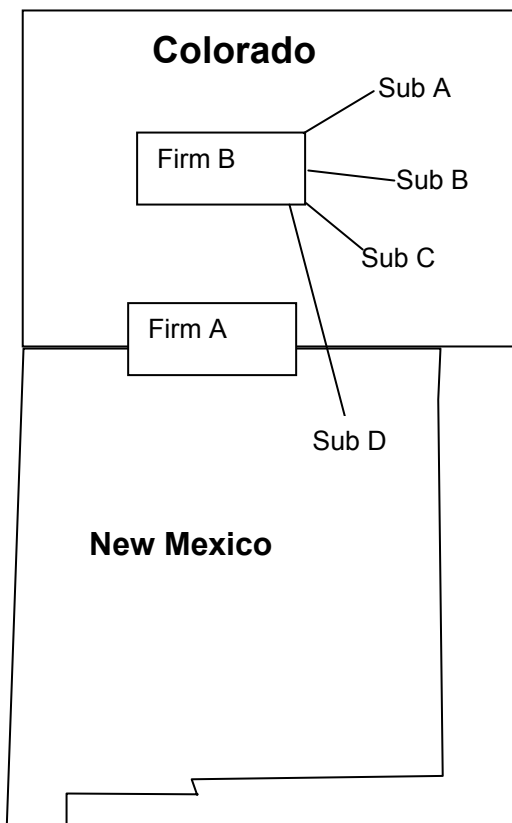 Colorado
Sub A
Firm B
Sub B
Sub C
Firm A
Sub D
New Mexico